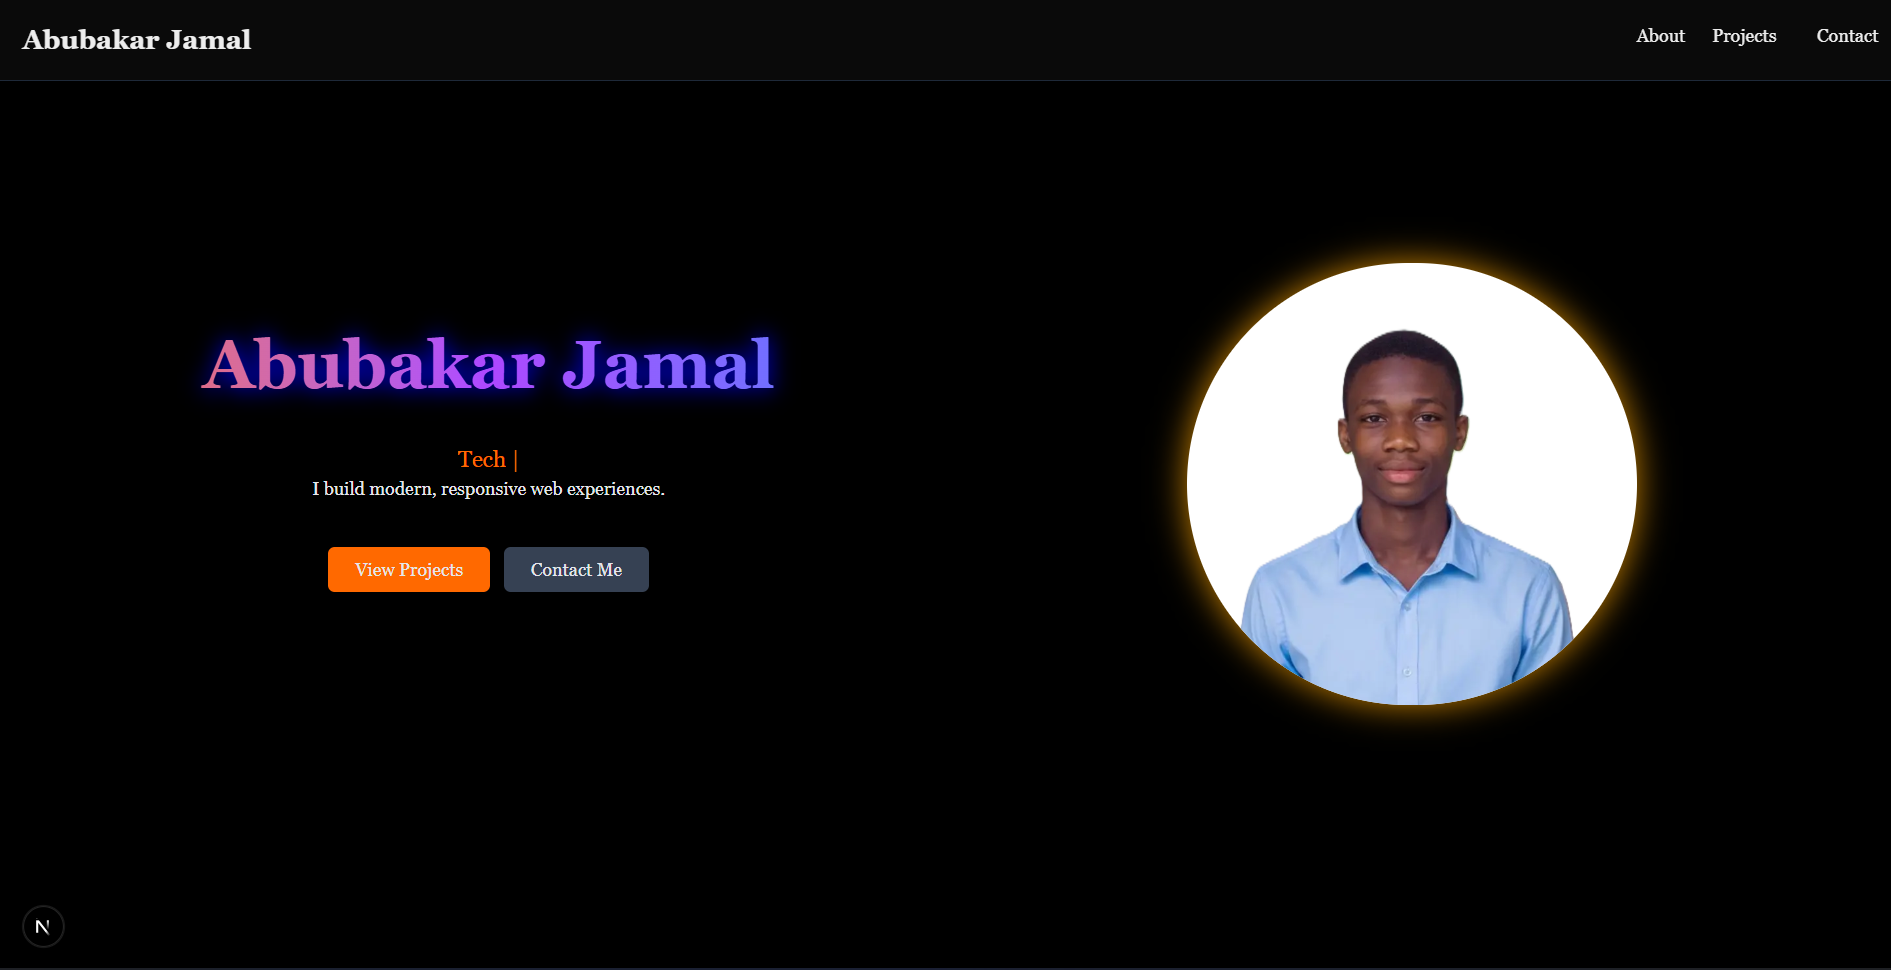 Abubakar Jamal
About Projects Contact
Abubakar Jamal
Tech |
I build modern, responsive web experiences.
View Projects Contact Me
N